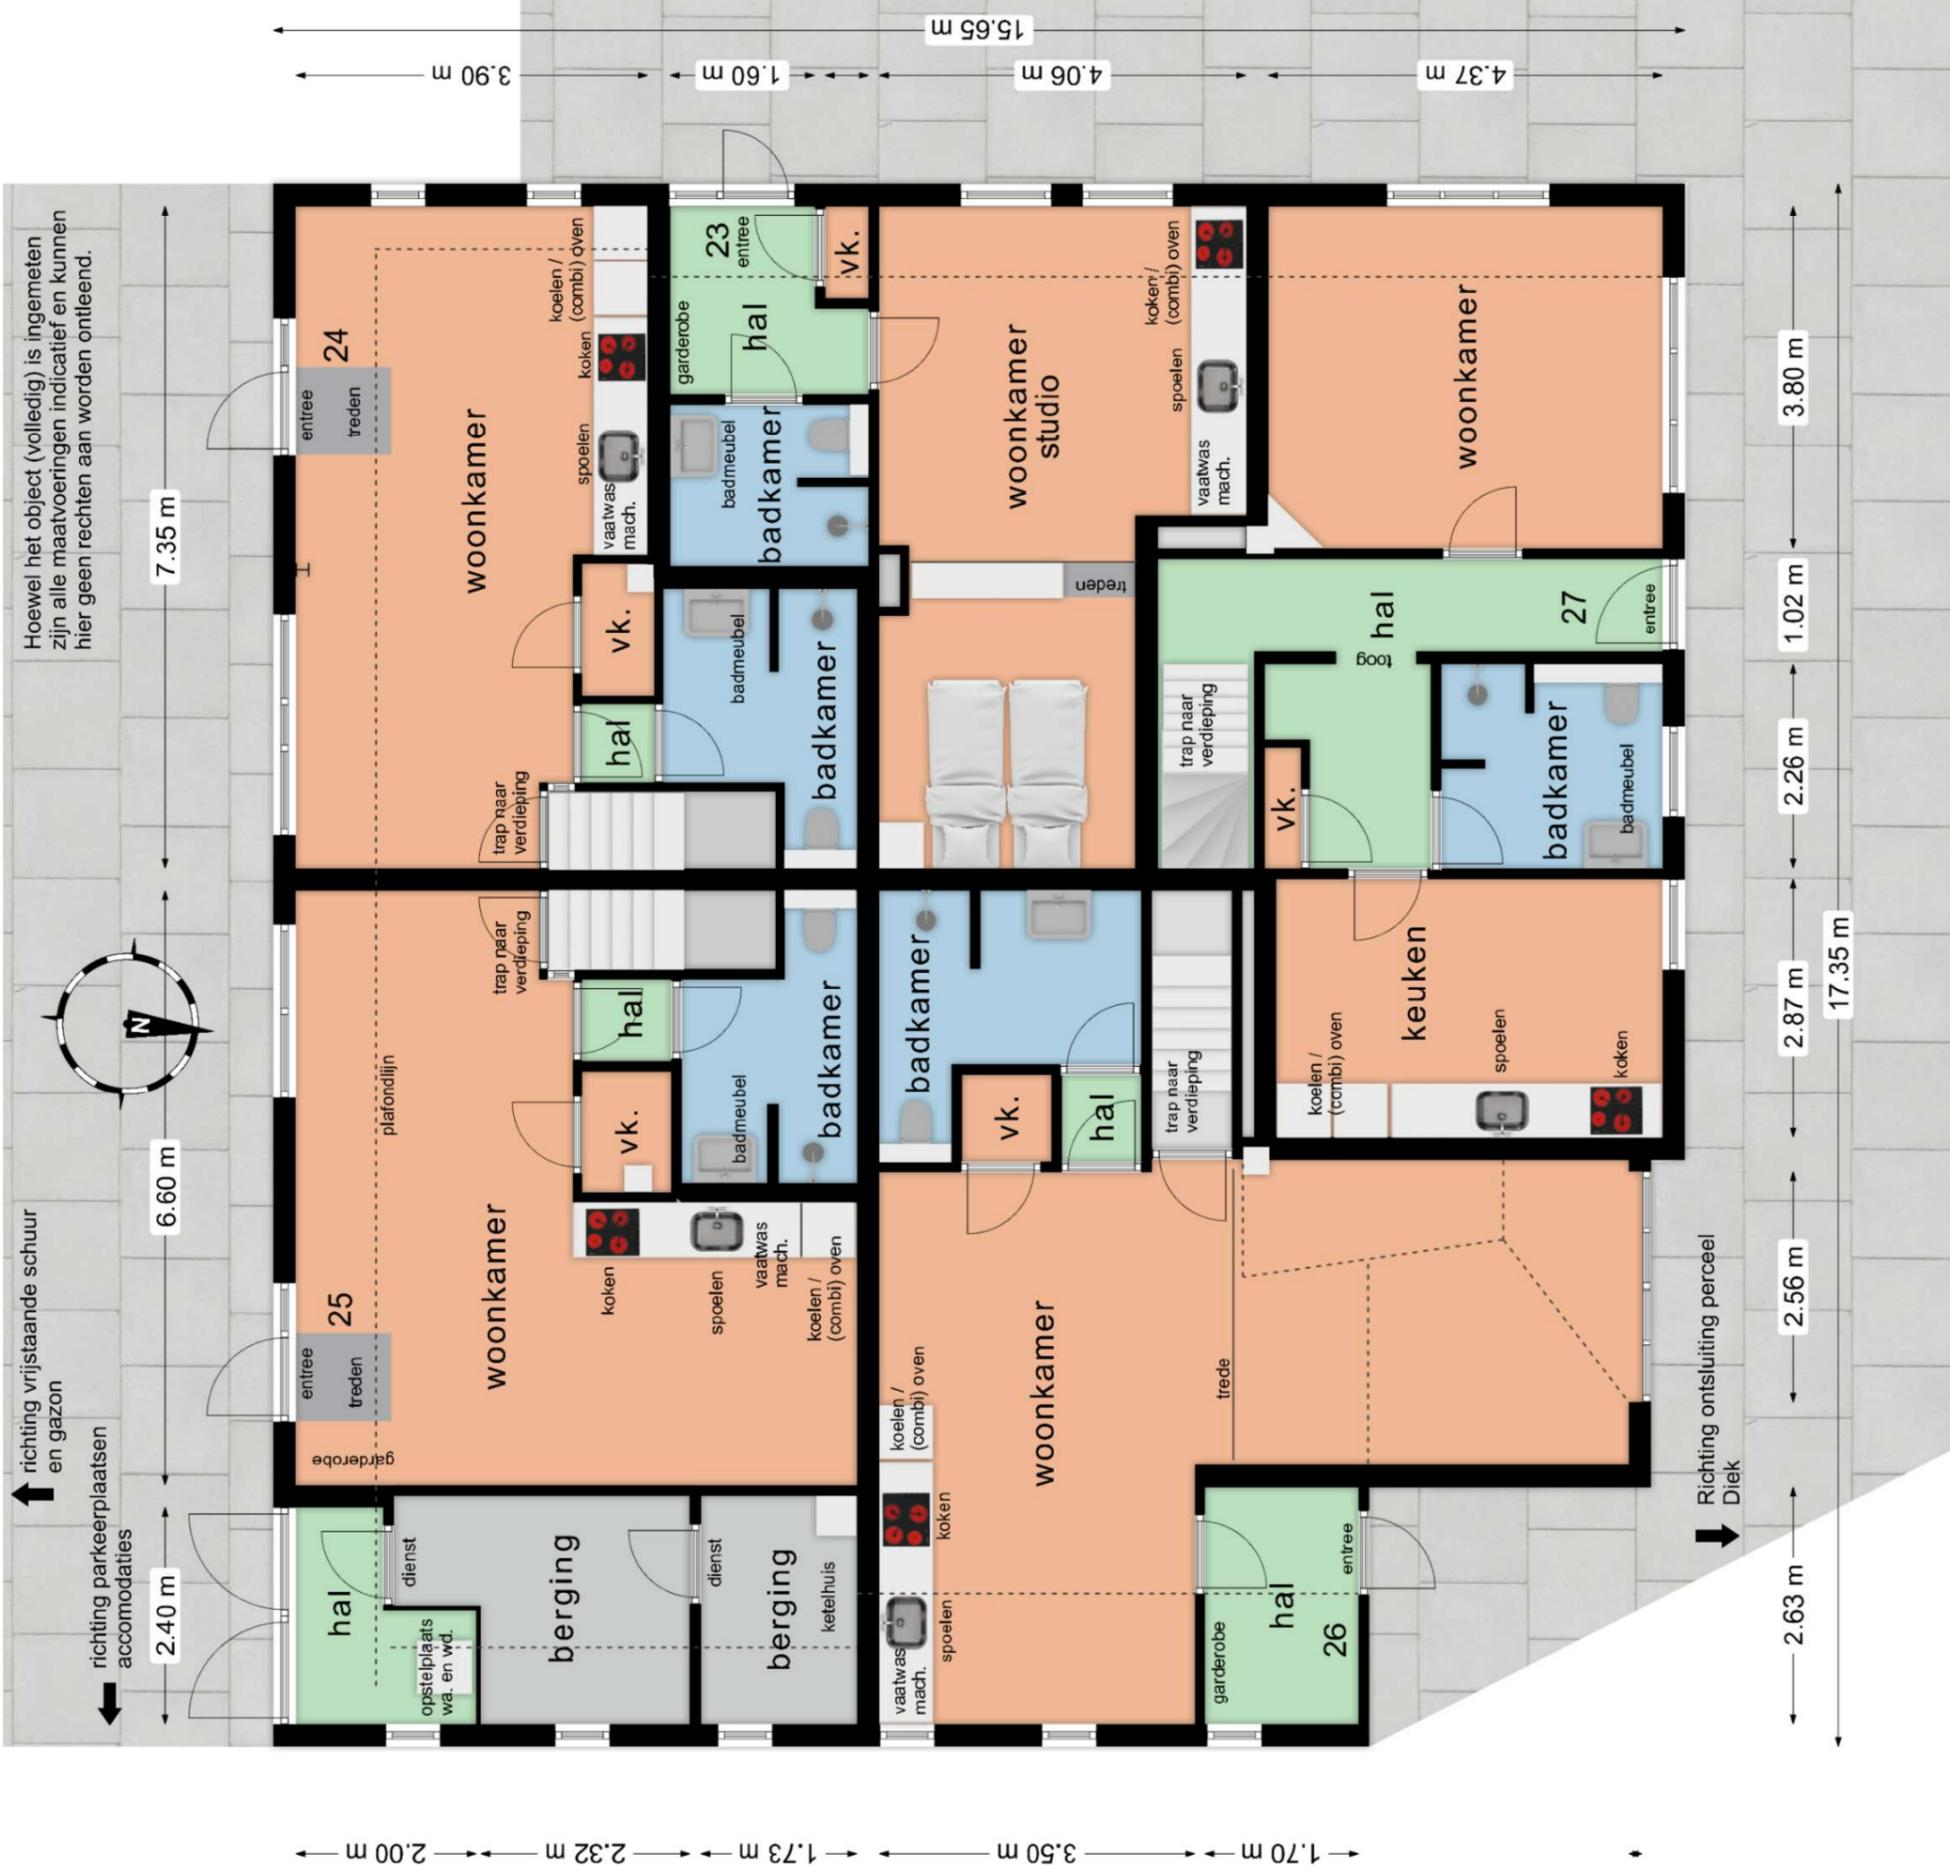 15.65 m
3.90 m
1.60 m
4.06 m
4.37 m
Hoewel het object (volledig) is ingemeten
zijn alle maatvoeringen indicatief en kunnen
hier geen rechten aan worden ontleend.
7.35 m
6.60 m
2.40 m
N
richting vrijstaande schuur
en gazon
richting parkeerplaatsen
accomodaties
24
entree
treden
woonkamer
koelen /
(combi) oven
koken
spoelen
vaatwas
mach.
vk.
hal
trap naar
verdieping
badmeubel
badkamer
23
entree
vk.
garderobe
hal
badmeubel
badkamer
woonkamer
studio
koken /
(combi) oven
spoelen
vaatwas
mach.
treden
woonkamer
hal
27
entree
toog
trap naar
verdieping
vk.
badkamer
badmeubel
keuken
koelen /
(combi) oven
spoelen
koken
trap naar
verdieping
hal
vk.
badmeubel
badkamer
plafondlijn
woonkamer
25
entree
treden
garderobe
koken
spoelen
vaatwas
mach.
koelen /
(combi) oven
hal
dienst
opstelplaats
wa. en wd.
berging
dienst
berging
ketelhuis
badkamer
vk.
hal
trap naar
verdieping
woonkamer
trede
koelen /
(combi) oven
koken
spoelen
vaatwas
mach.
garderobe
hal
26
entree
3.80 m
1.02 m
2.26 m
2.87 m
2.56 m
2.63 m
17.35 m
Richting ontsluiting perceel
Diek
2.00 m
2.32 m
1.73 m
3.50 m
1.70 m